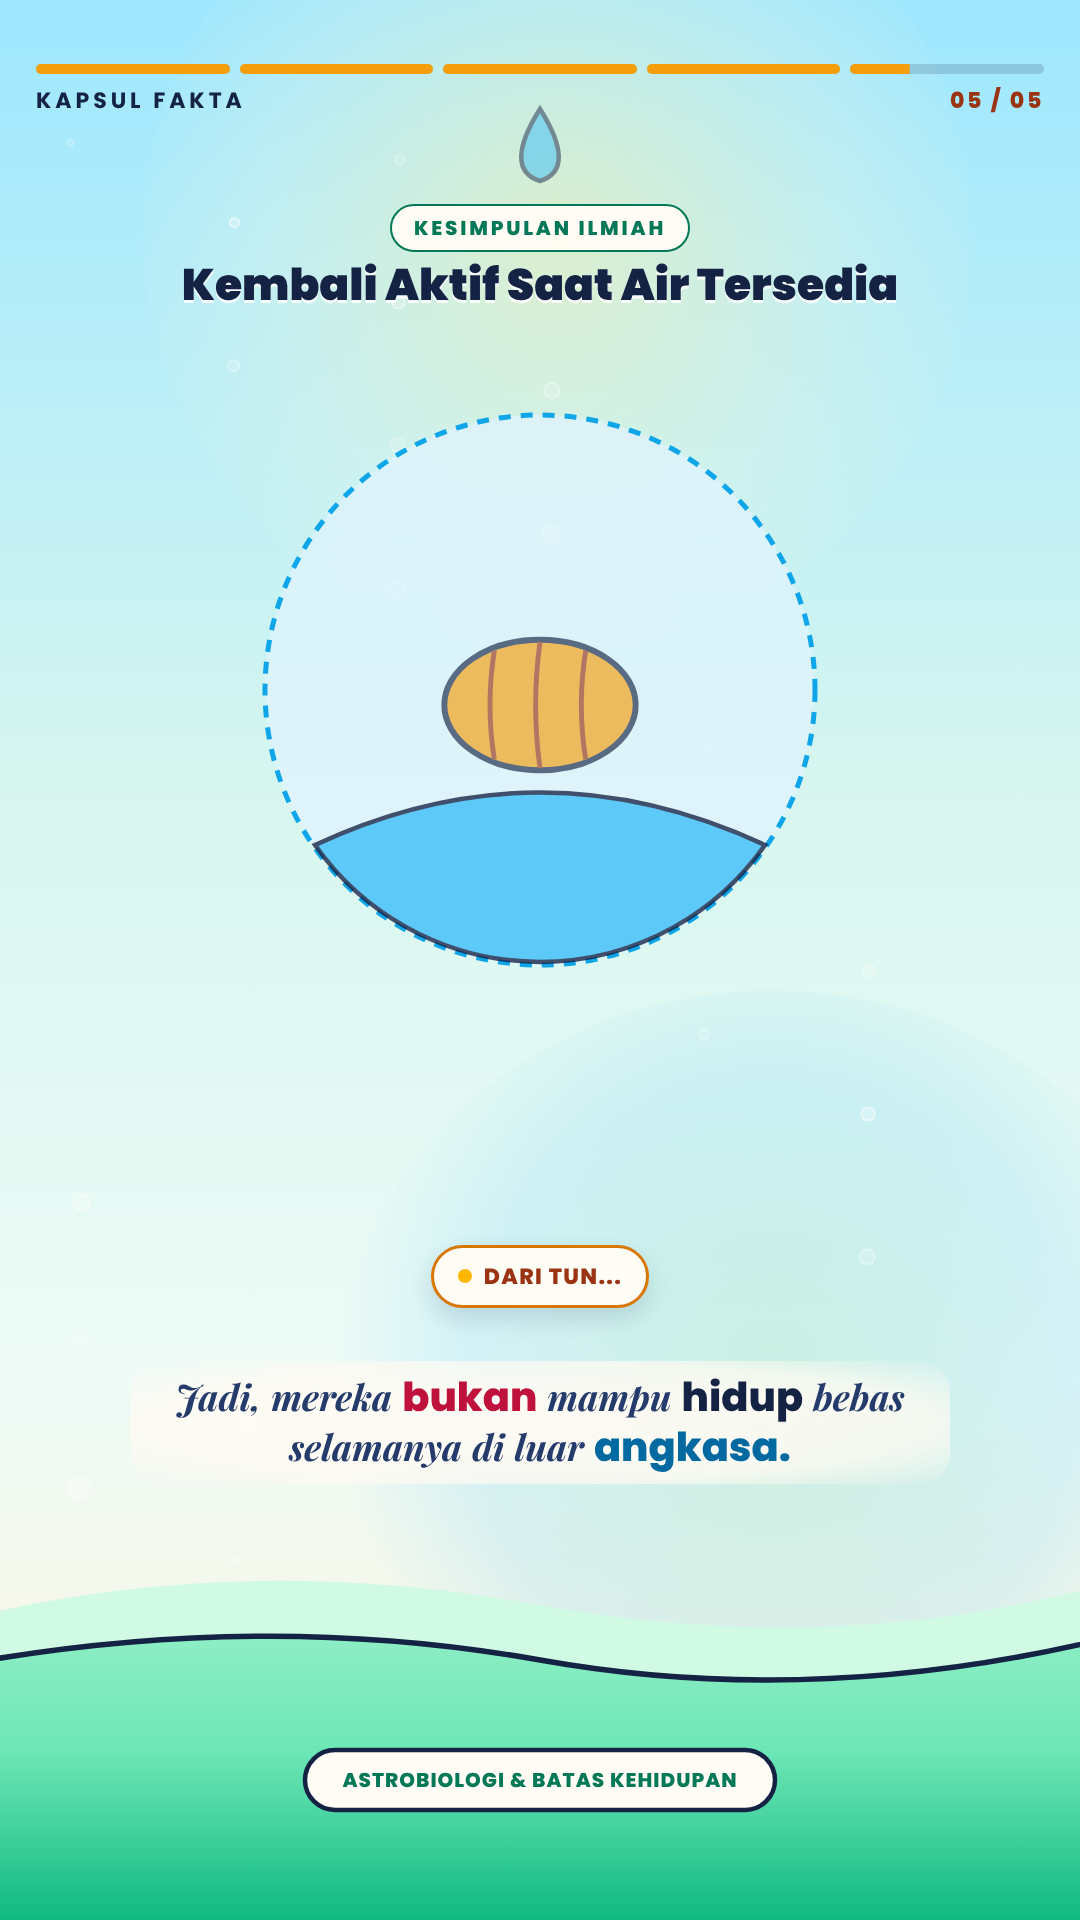 KAPSUL FAKTA
05 / 05
KESIMPULAN ILMIAH
Kembali Aktif Saat Air Tersedia
DARI TUN...
Jadi, mereka bukan mampu hidup bebas
selamanya di luar angkasa.
ASTROBIOLOGI & BATAS KEHIDUPAN